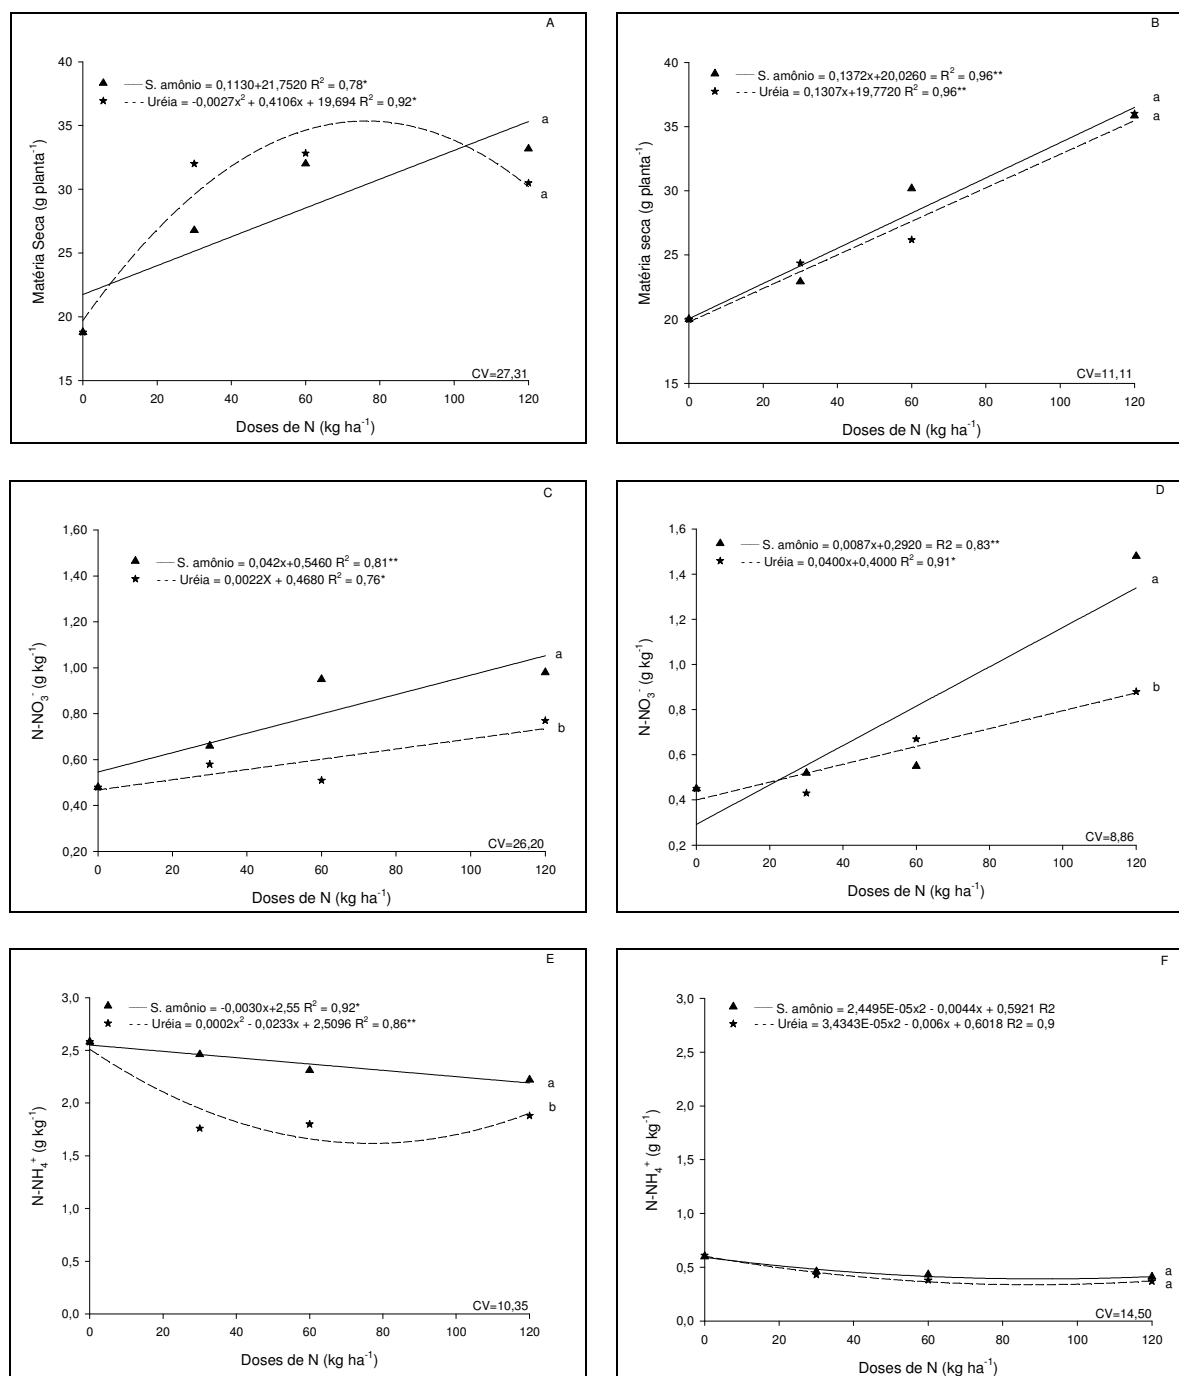 A
40
35
30
25
20
15
Matéria Seca (g planta⁻¹)
S. amônio = 0,1130+21,7520 R² = 0,78*
Uréia = -0,0027x² + 0,4106x + 19,694 R² = 0,92*
a
a
CV=27,31
0 20 40 60 80 100 120
Doses de N (kg ha⁻¹)
B
40
35
30
25
20
15
Matéria seca (g planta⁻¹)
S. amônio = 0,1372x+20,0260 = R² = 0,96**
Uréia = 0,1307x+19,7720 R² = 0,96**
a
a
CV=11,11
0 20 40 60 80 100 120
Doses de N (kg ha⁻¹)
C
1,60
1,40
1,20
1,00
0,80
0,60
0,40
0,20
N-NO₃⁻ (g kg⁻¹)
S. amônio = 0,042x+0,5460 R² = 0,81**
Uréia = 0,0022X + 0,4680 R² = 0,76*
a
b
CV=26,20
0 20 40 60 80 100 120
Doses de N (kg ha⁻¹)
D
1,6
1,4
1,2
1,0
0,8
0,6
0,4
0,2
N-NO₃⁻ (g kg⁻¹)
S. amônio = 0,0087x+0,2920 = R2 = 0,83**
Uréia = 0,0400x+0,4000 R² = 0,91*
a
b
CV=8,86
0 20 40 60 80 100 120
Doses de N (kg ha⁻¹)
E
3,0
2,5
2,0
1,5
1,0
0,5
0,0
N-NH₄⁺ (g kg⁻¹)
S. amônio = -0,0030x+2,55 R² = 0,92*
Uréia = 0,0002x² - 0,0233x + 2,5096 R² = 0,86**
a
b
CV=10,35
0 20 40 60 80 100 120
Doses de N (kg ha⁻¹)
F
3,0
2,5
2,0
1,5
1,0
0,5
0,0
N-NH₄⁺ (g kg⁻¹)
S. amônio = 2,4495E-05x2 - 0,0044x + 0,5921 R2
Uréia = 3,4343E-05x2 - 0,006x + 0,6018 R2 = 0,9
a
a
CV=14,50
0 20 40 60 80 100 120
Doses de N (kg ha⁻¹)